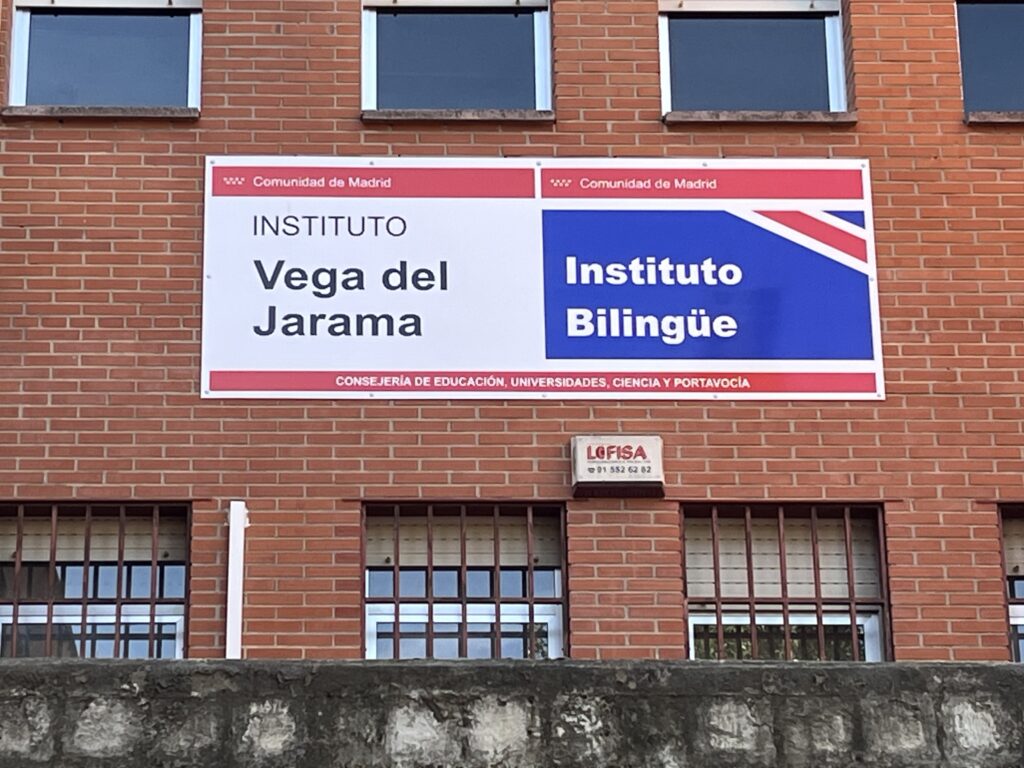 Comunidad de Madrid
INSTITUTO
Vega del
Jarama
Comunidad de Madrid
Instituto
Bilingüe
CONSEJERÍA DE EDUCACIÓN, UNIVERSIDADES, CIENCIA Y PORTAVOCÍA
LOFISA
91 552 62 82